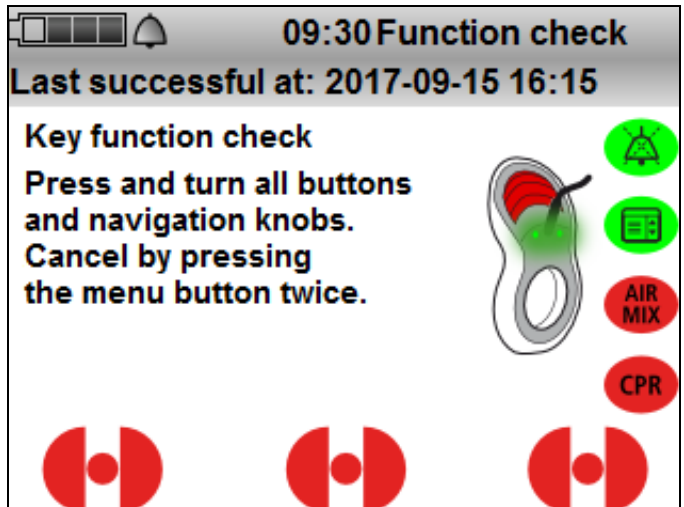 09:30 Function check
Last successful at: 2017-09-15 16:15
Key function check
Press and turn all buttons
and navigation knobs.
Cancel by pressing
the menu button twice.
AIR
MIX
CPR